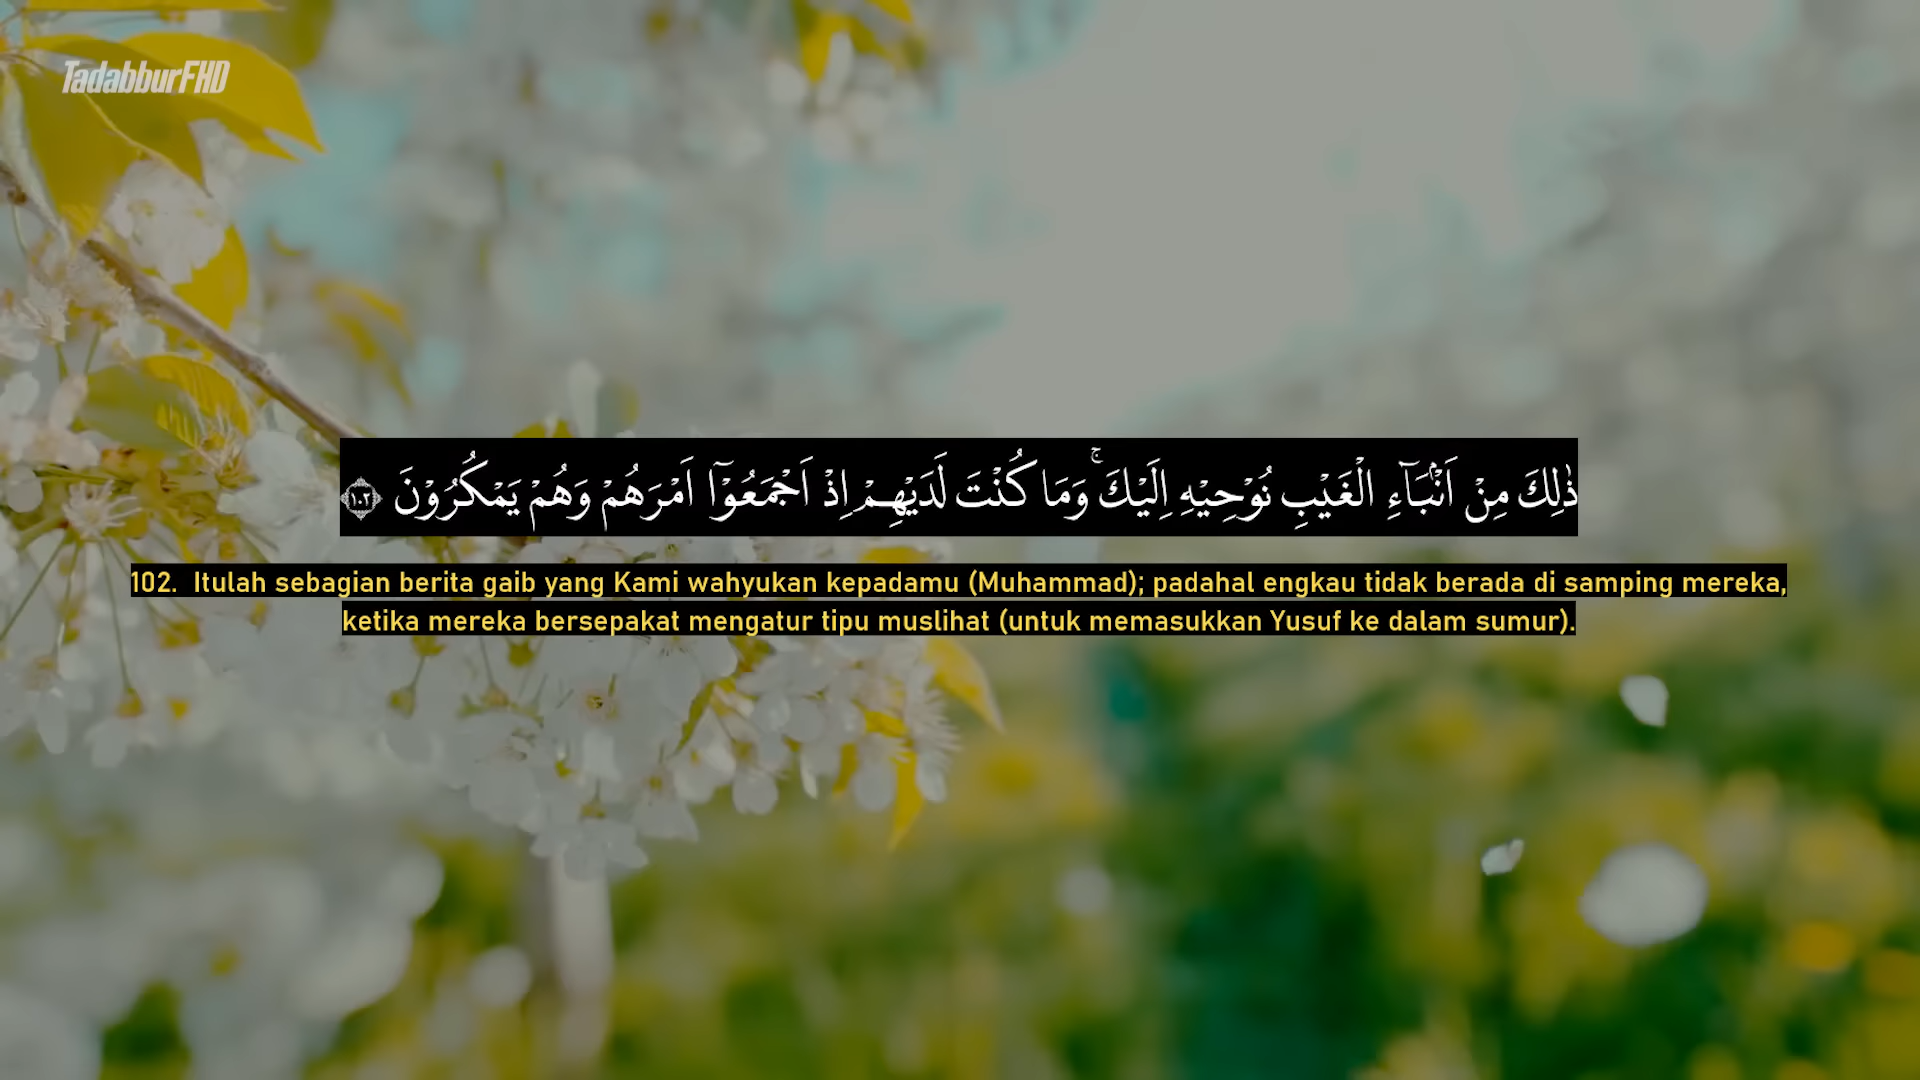 TadabburFHD
ذٰلِكَ مِنْ اَنْۢبَاۤءِ الْغَيْبِ نُوْحِيْهِ اِلَيْكَۚ وَمَا كُنْتَ لَدَيْهِمْ اِذْ اَجْمَعُوْٓا اَمْرَهُمْ وَهُمْ يَمْكُرُوْنَ ۝١٠٢
102. Itulah sebagian berita gaib yang Kami wahyukan kepadamu (Muhammad); padahal engkau tidak berada di samping mereka,
ketika mereka bersepakat mengatur tipu muslihat (untuk memasukkan Yusuf ke dalam sumur).